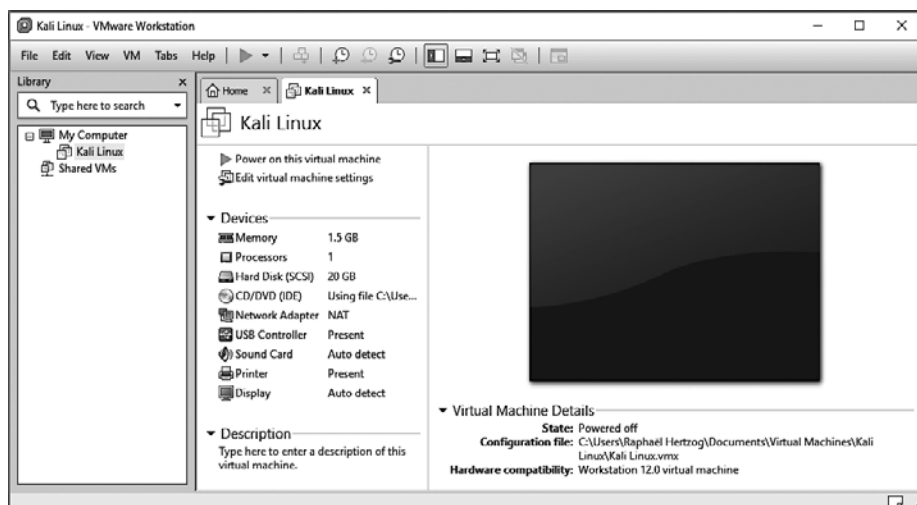 Kali Linux - VMware Workstation
File Edit View VM Tabs Help
Library
Type here to search
My Computer
Kali Linux
Shared VMs
Home
Kali Linux
Kali Linux
Power on this virtual machine
Edit virtual machine settings
Devices
Memory 1.5 GB
Processors 1
Hard Disk (SCSI) 20 GB
CD/DVD (IDE) Using file C:\Use...
Network Adapter NAT
USB Controller Present
Sound Card Auto detect
Printer Present
Display Auto detect
Description
Type here to enter a description of this
virtual machine.
Virtual Machine Details
State: Powered off
Configuration file: C:\Users\Raphaël Hertzog\Documents\Virtual Machines\Kali
Linux\Kali Linux.vmx
Hardware compatibility: Workstation 12.0 virtual machine